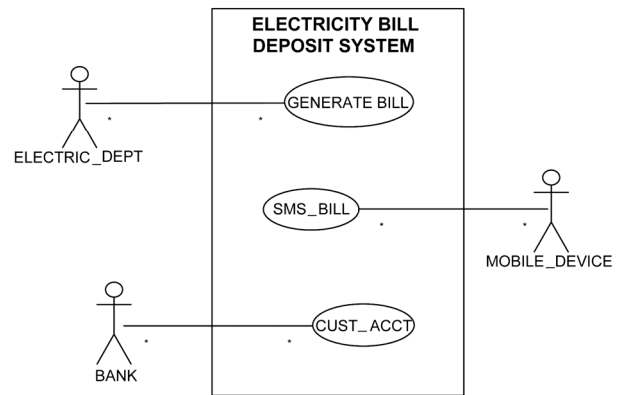 ELECTRICITY BILL
DEPOSIT SYSTEM
GENERATE BILL
*
*
ELECTRIC_DEPT
SMS_BILL
*
*
MOBILE_DEVICE
CUST_ ACCT
*
*
BANK